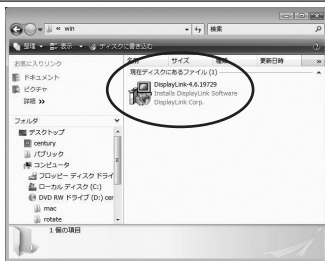 « win
検索
整理
表示
ディスクに書き込む
お気に入りリンク
ドキュメント
ピクチャ
詳細 »
名前 サイズ 種類 更新日時 »
現在ディスクにあるファイル (1)
DisplayLink-4.6.19729
Installs DisplayLink Software
DisplayLink Corp.
フォルダ
デスクトップ
century
パブリック
コンピュータ
フロッピー ディスク ドライ
ローカル ディスク (C:)
DVD RW ドライブ (D:) cer
mac
rotate
1 個の項目